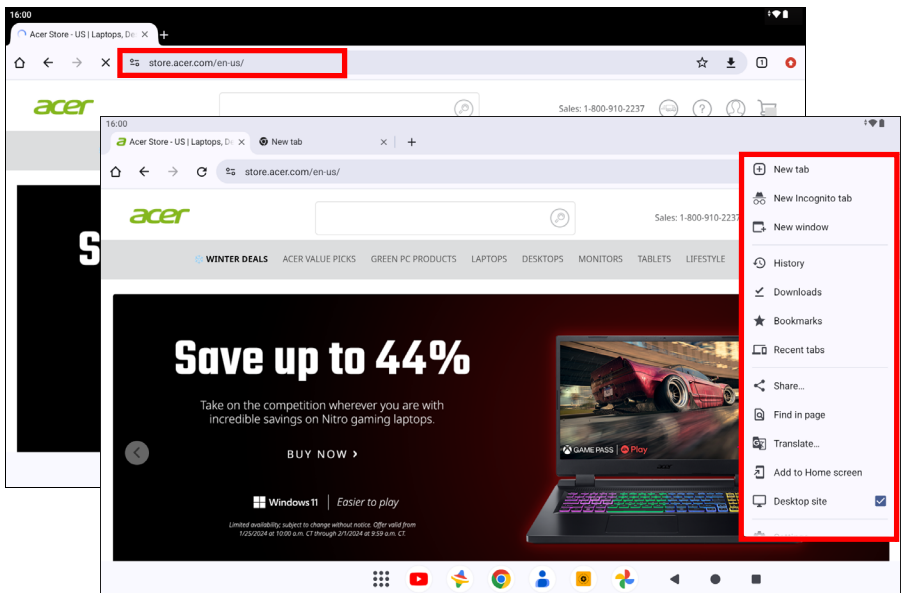 16:00
Acer Store - US | Laptops, De
store.acer.com/en-us/
1
acer
Sales: 1-800-910-2237
S
16:00
Acer Store - US | Laptops, De
New tab
store.acer.com/en-us/
acer
Sales: 1-800-910-2237
WINTER DEALS ACER VALUE PICKS GREEN PC PRODUCTS LAPTOPS DESKTOPS MONITORS TABLETS LIFESTYLE
Save up to 44%
Take on the competition wherever you are with
incredible savings on Nitro gaming laptops.
BUY NOW >
Windows 11 | Easier to play
Limited availability; subject to change without notice. Offer valid from
1/25/2024 at 10:00 a.m. CT through 2/1/2024 at 9:59 a.m. CT.
GAME PASS | Play
acer
New tab
New Incognito tab
New window
History
Downloads
Bookmarks
Recent tabs
Share...
Find in page
Translate...
Add to Home screen
Desktop site